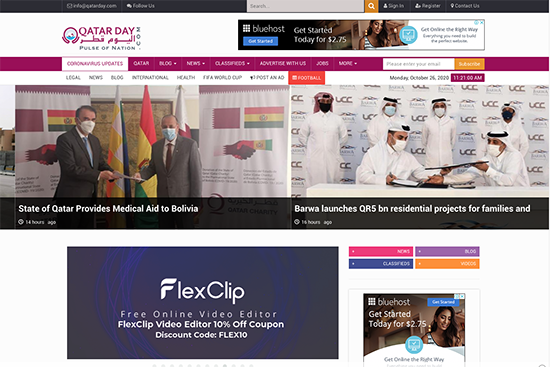 info@qatarday.com Follow Us Search... Sign In Register Contact Us
QATAR DAY .COM
اليوم قطر
PULSE OF NATION
bluehost
Get Started
Get Started Today for $2.75
Get Online the Right Way
Everything you need to build the perfect website.
CORONAVIRUS UPDATES QATAR BLOG NEWS CLASSIFIEDS ADVERTISE WITH US JOBS MORE Please enter your email Subscribe
LEGAL NEWS BLOG INTERNATIONAL HEALTH FIFA WORLD CUP POST AN AD FOOTBALL Monday, October 26, 2020 11:21:00 AM
UCC
QATAR CHARITY
State of Qatar Provides Medical Aid to Bolivia
14 hours ago
Barwa launches QR5 bn residential projects for families and
16 hours ago
FlexClip
Free Online Video Editor
FlexClip Video Editor 10% Off Coupon
Discount Code: FLEX10
NEWS BLOG
CLASSIFIEDS VIDEOS
bluehost Get Started
Get Started
Today for $2.75
Get Online the Right Way